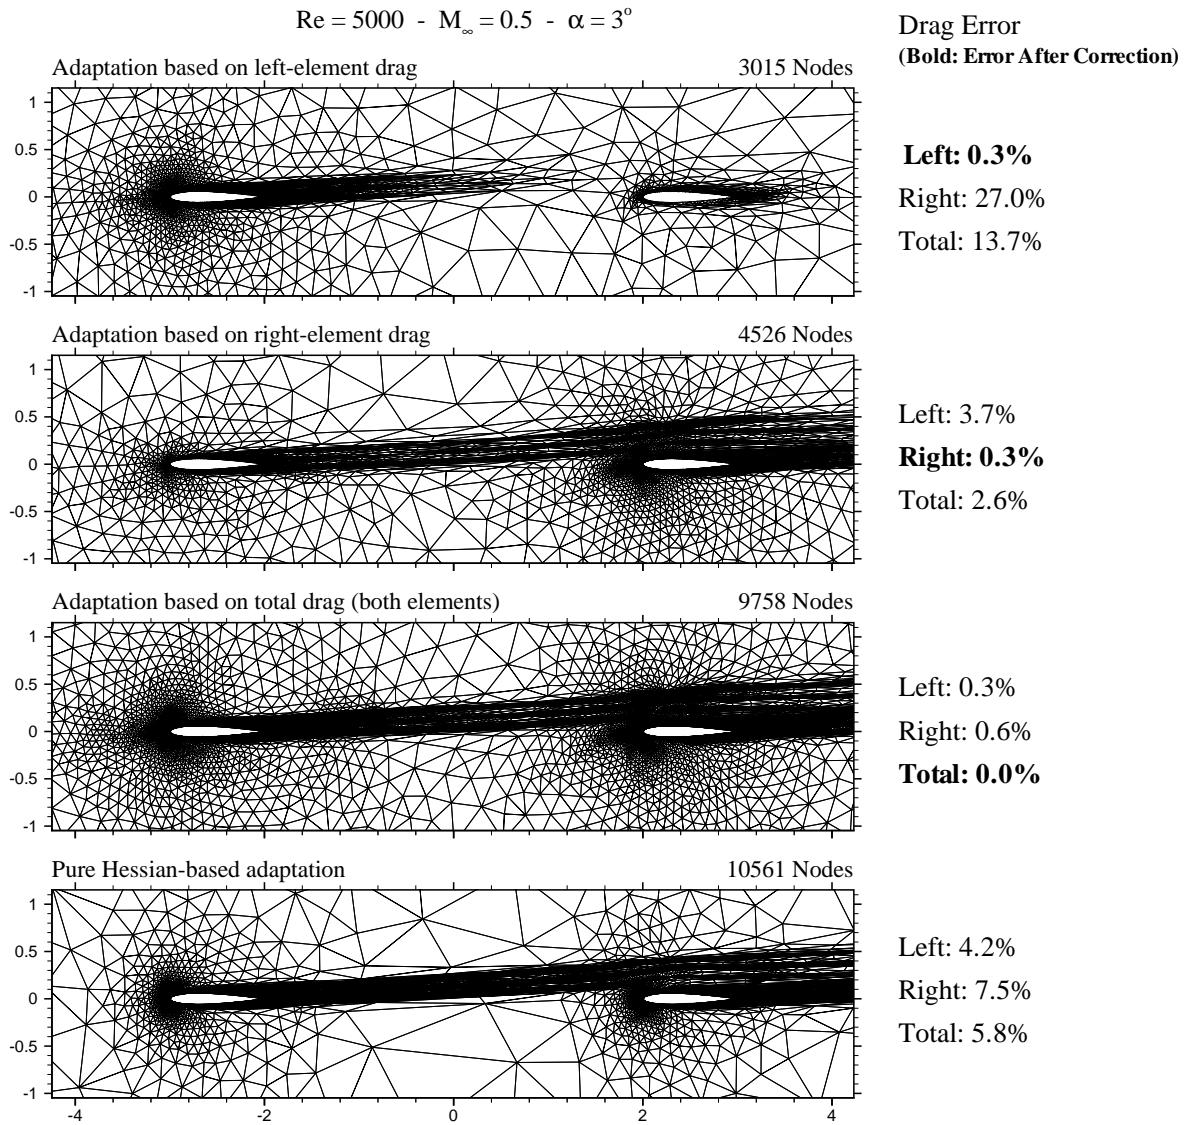 Re = 5000 - M∞ = 0.5 - α = 3°
Drag Error
(Bold: Error After Correction)
Adaptation based on left-element drag 3015 Nodes
1
0.5
0
-0.5
-1
Left: 0.3%
Right: 27.0%
Total: 13.7%
Adaptation based on right-element drag 4526 Nodes
1
0.5
0
-0.5
-1
Left: 3.7%
Right: 0.3%
Total: 2.6%
Adaptation based on total drag (both elements) 9758 Nodes
1
0.5
0
-0.5
-1
Left: 0.3%
Right: 0.6%
Total: 0.0%
Pure Hessian-based adaptation 10561 Nodes
1
0.5
0
-0.5
-1
Left: 4.2%
Right: 7.5%
Total: 5.8%
-4 -2 0 2 4